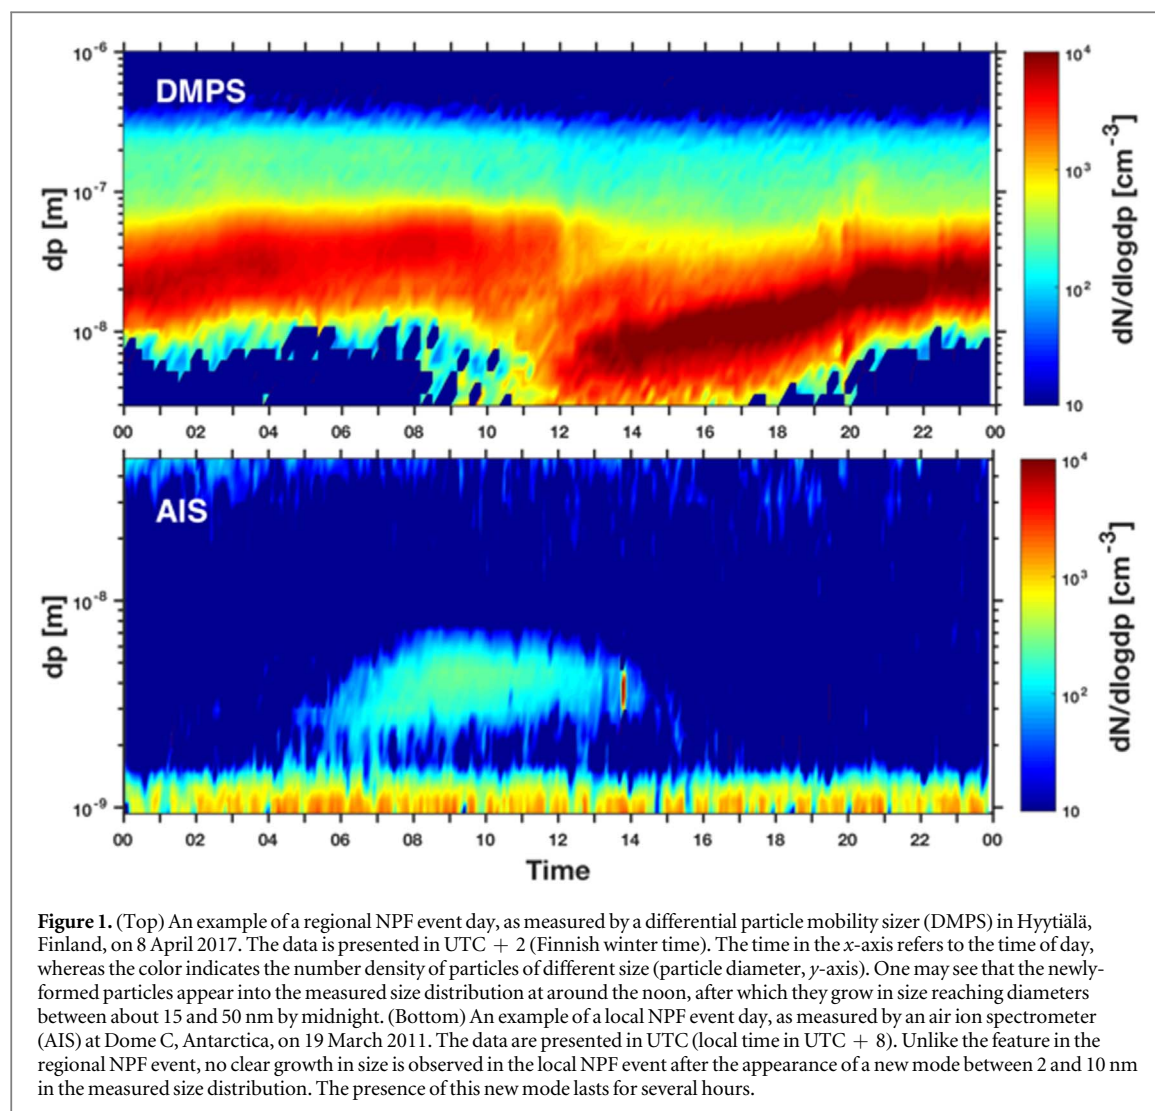 10-6
DMPS
10-7
dp [m]
10-8
00 02 04 06 08 10 12 14 16 18 20 22 00
104
103
102
10
dN/dlogdp [cm-3]
AIS
10-8
dp [m]
10-9
00 02 04 06 08 10 12 14 16 18 20 22 00
Time
104
103
102
10
dN/dlogdp [cm-3]
Figure 1. (Top) An example of a regional NPF event day, as measured by a differential particle mobility sizer (DMPS) in Hyytiälä,
Finland, on 8 April 2017. The data is presented in UTC + 2 (Finnish winter time). The time in the x-axis refers to the time of day,
whereas the color indicates the number density of particles of different size (particle diameter, y-axis). One may see that the newly-
formed particles appear into the measured size distribution at around the noon, after which they grow in size reaching diameters
between about 15 and 50 nm by midnight. (Bottom) An example of a local NPF event day, as measured by an air ion spectrometer
(AIS) at Dome C, Antarctica, on 19 March 2011. The data are presented in UTC (local time in UTC + 8). Unlike the feature in the
regional NPF event, no clear growth in size is observed in the local NPF event after the appearance of a new mode between 2 and 10 nm
in the measured size distribution. The presence of this new mode lasts for several hours.